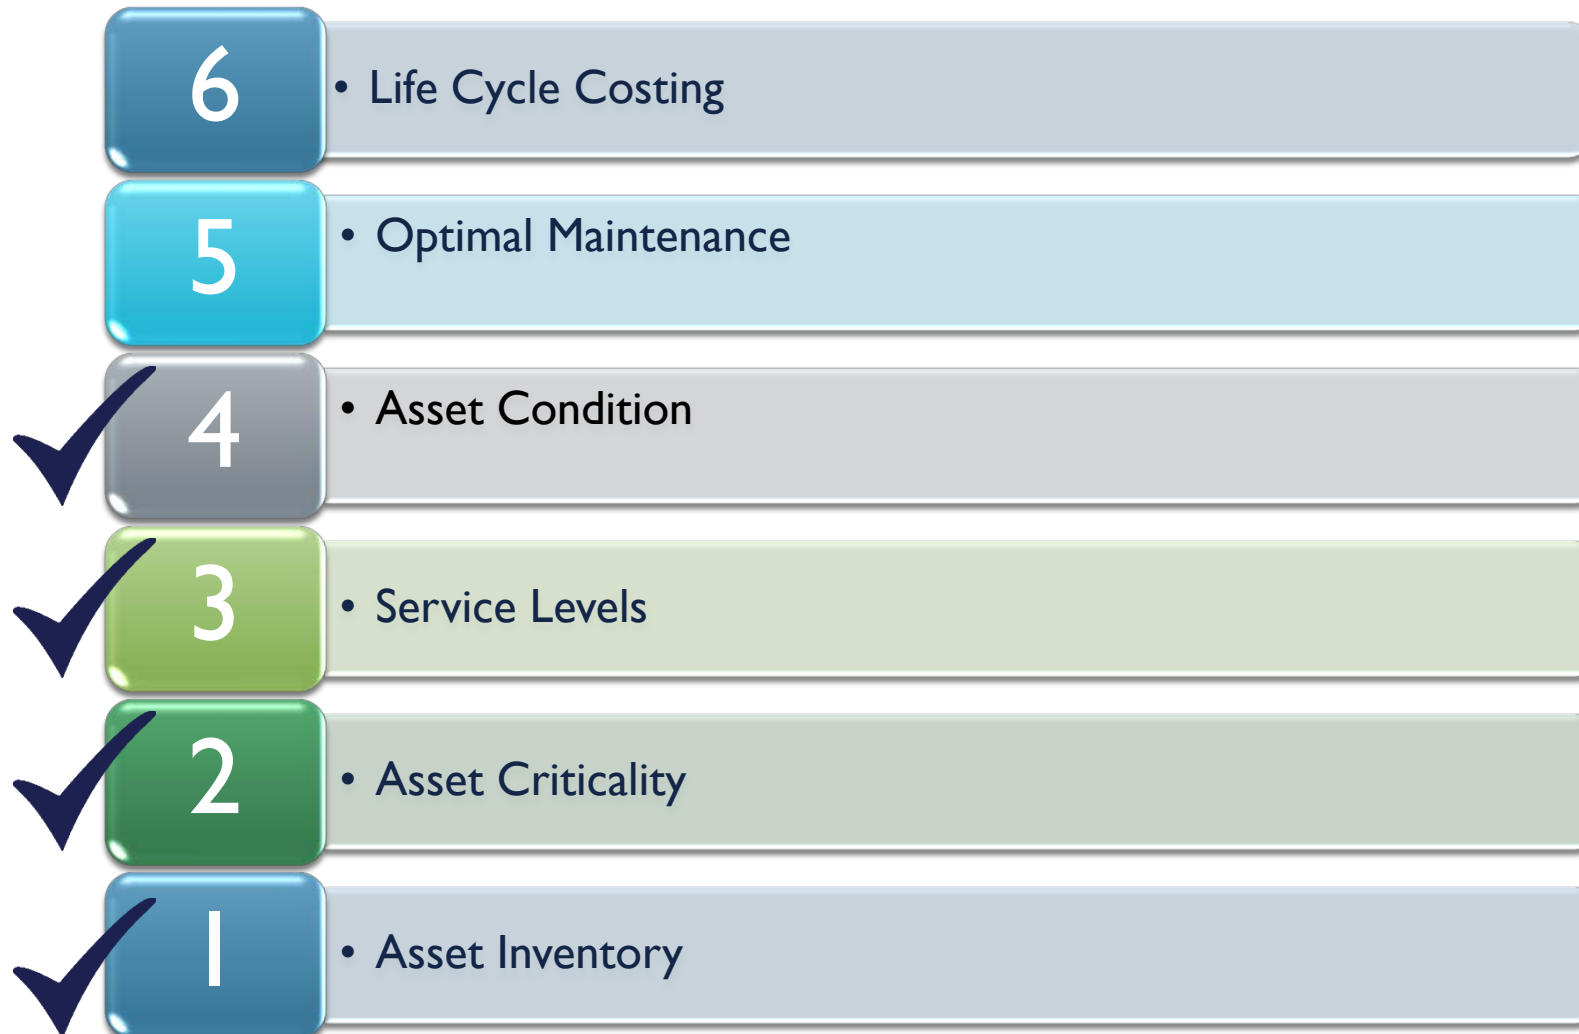 6
• Life Cycle Costing
5
• Optimal Maintenance
4
• Asset Condition
3
• Service Levels
2
• Asset Criticality
1
• Asset Inventory